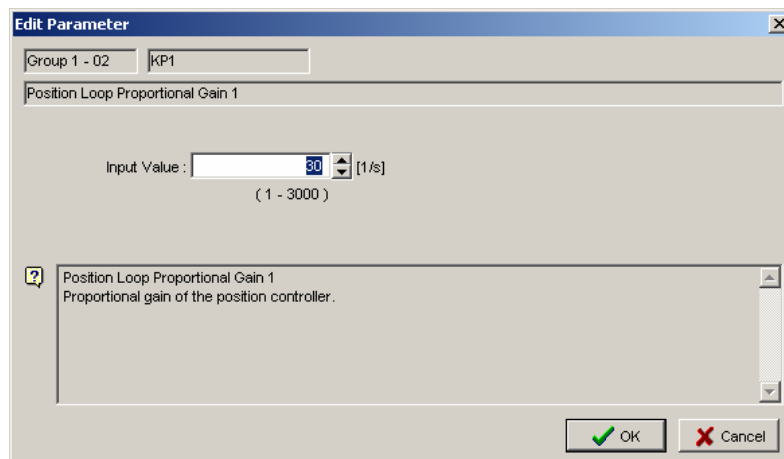 Edit Parameter
Group 1 - 02 KP1
Position Loop Proportional Gain 1
Input Value : 30 [1/s]
( 1 - 3000 )
Position Loop Proportional Gain 1
Proportional gain of the position controller.
OK Cancel